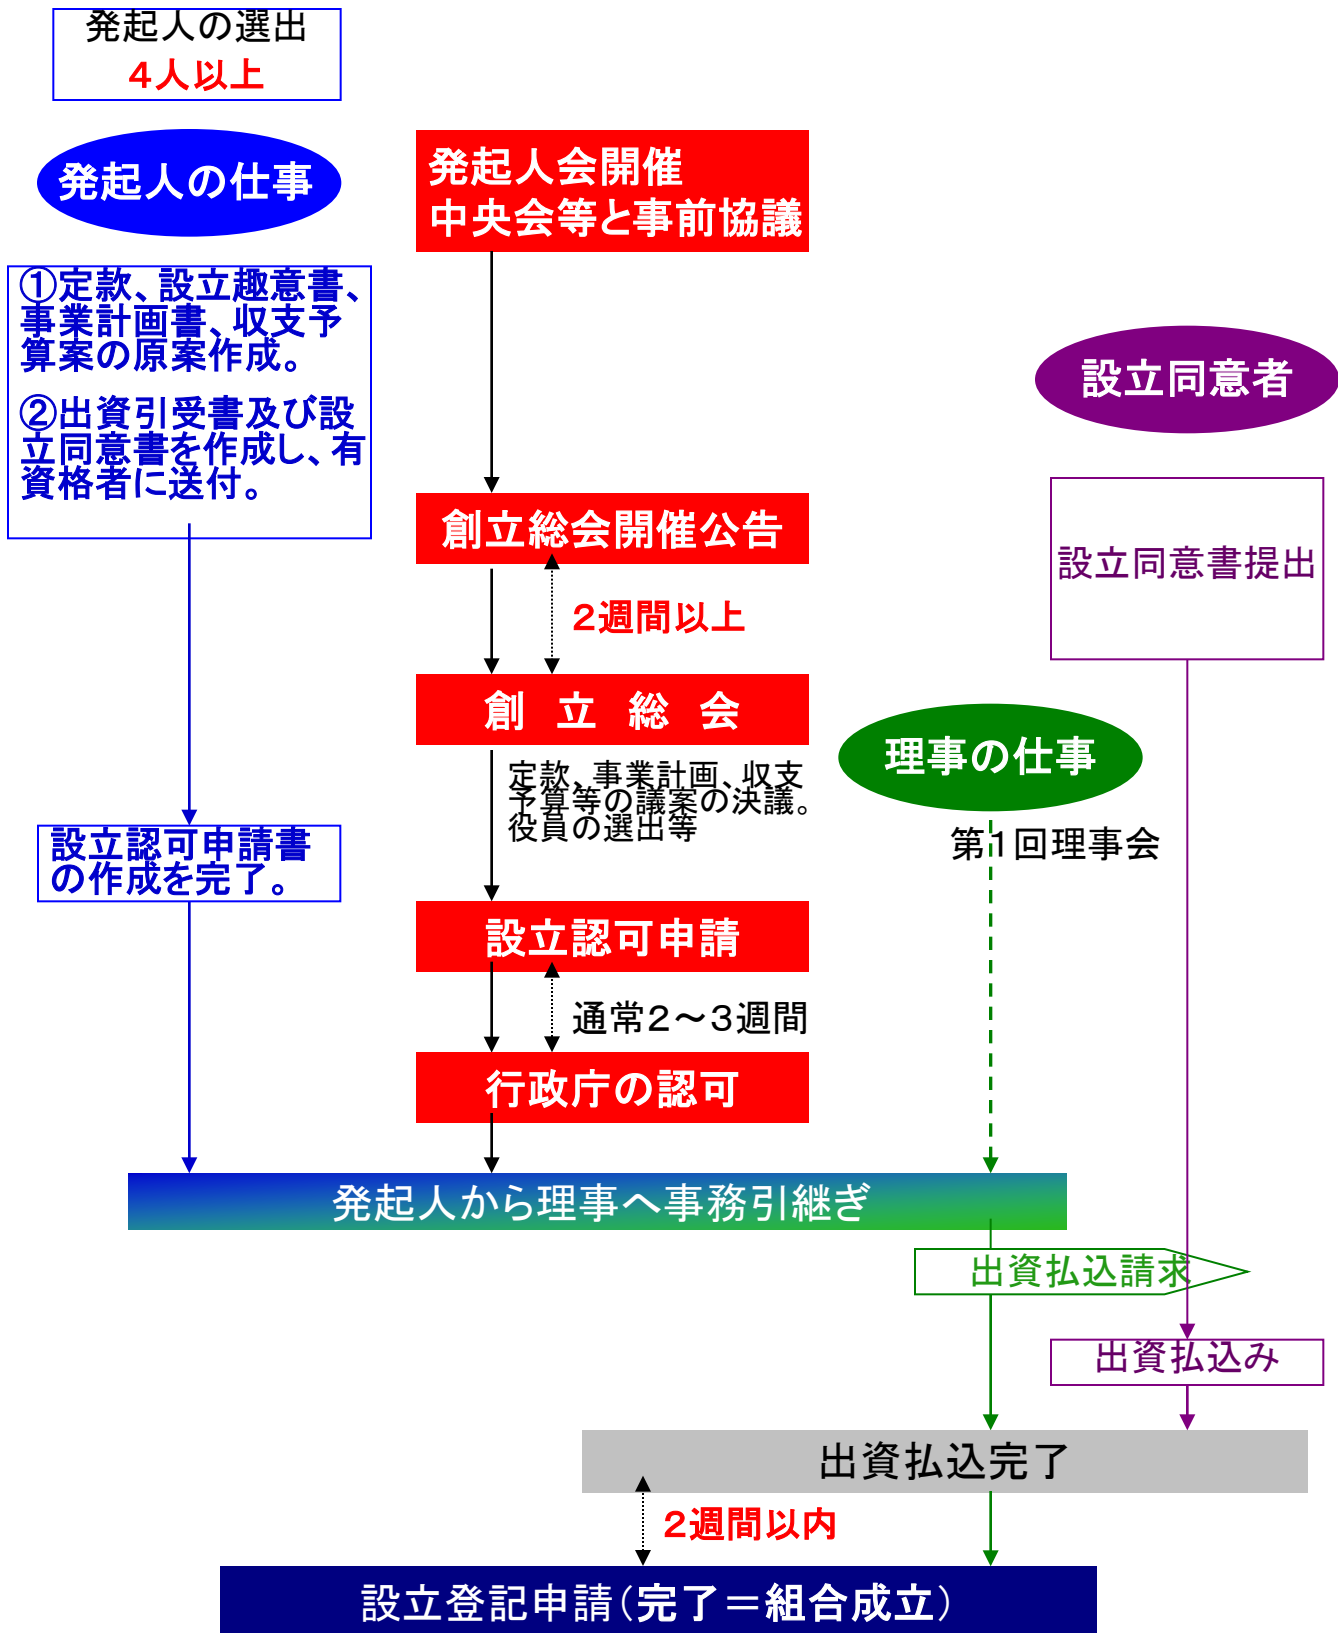 発起人の選出
4人以上
発起人の仕事
発起人会開催
中央会等と事前協議
①定款、設立趣意書、
事業計画書、収支予
算案の原案作成。
②出資引受書及び設
立同意書を作成し、有
資格者に送付。
設立同意者
創立総会開催公告
設立同意書提出
2週間以上
創　立　総　会
理事の仕事
定款、事業計画、収支
予算等の議案の決議。
役員の選出等
第1回理事会
設立認可申請書
の作成を完了。
設立認可申請
通常2～3週間
行政庁の認可
発起人から理事へ事務引継ぎ
出資払込請求
出資払込み
出資払込完了
2週間以内
設立登記申請(完了＝組合成立)